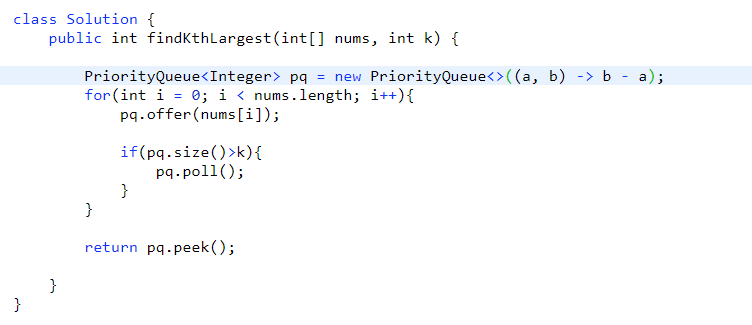 class Solution {
    public int findKthLargest(int[] nums, int k) {
        PriorityQueue<Integer> pq = new PriorityQueue<>((a, b) -> b - a);
        for(int i = 0; i < nums.length; i++){
            pq.offer(nums[i]);
            if(pq.size()>k){
                pq.poll();
            }
        }
        return pq.peek();
    }
}